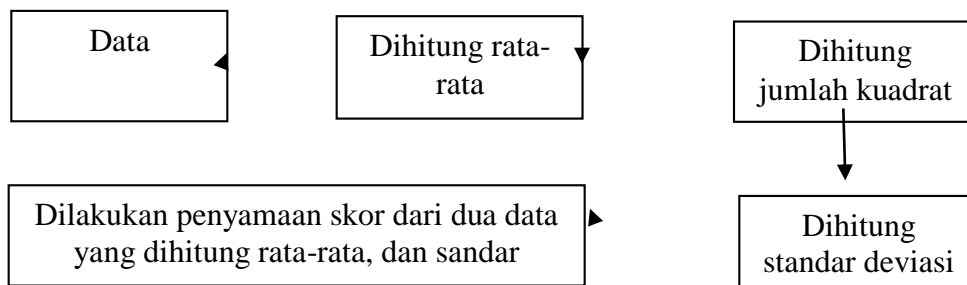 Data
Dihitung rata-
rata
Dihitung
jumlah kuadrat
Dilakukan penyamaan skor dari dua data
yang dihitung rata-rata, dan sandar
Dihitung
standar deviasi